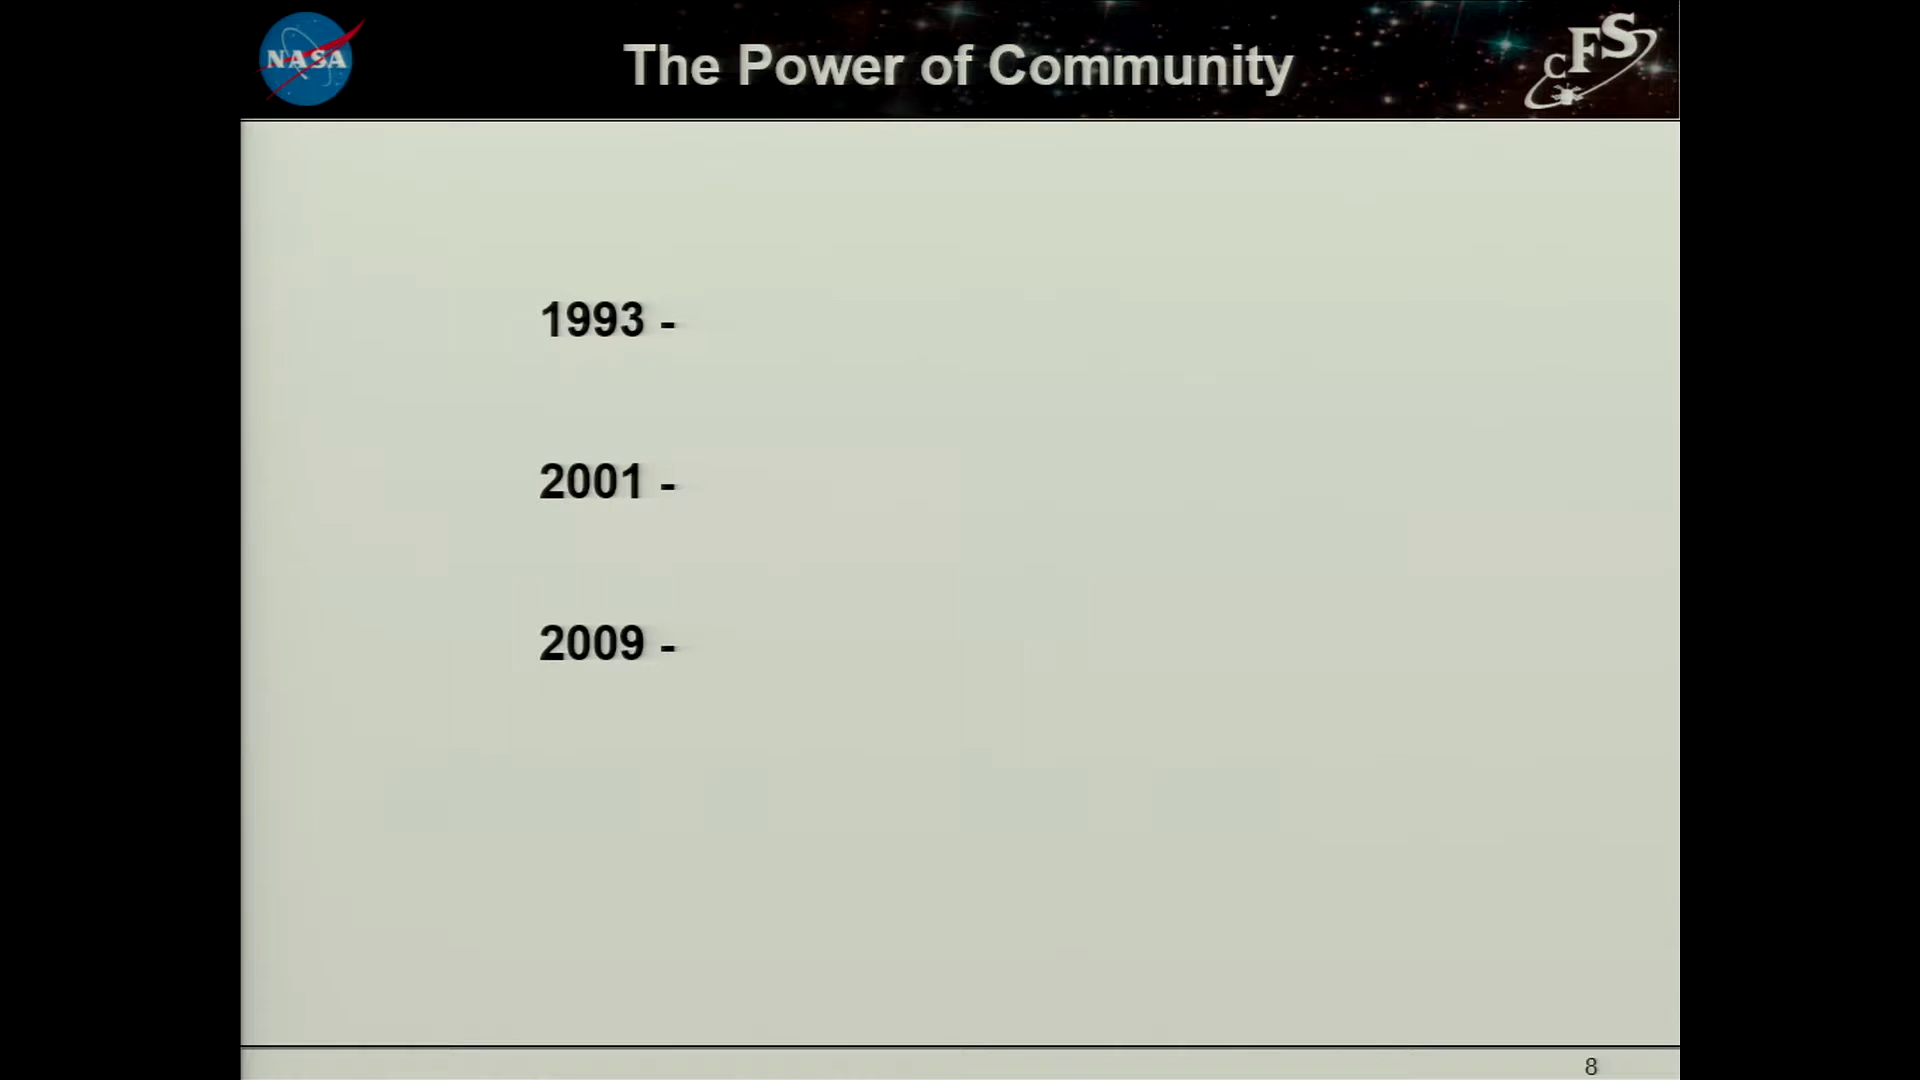 NASA
The Power of Community
cFS
1993 -
2001 -
2009 -
8